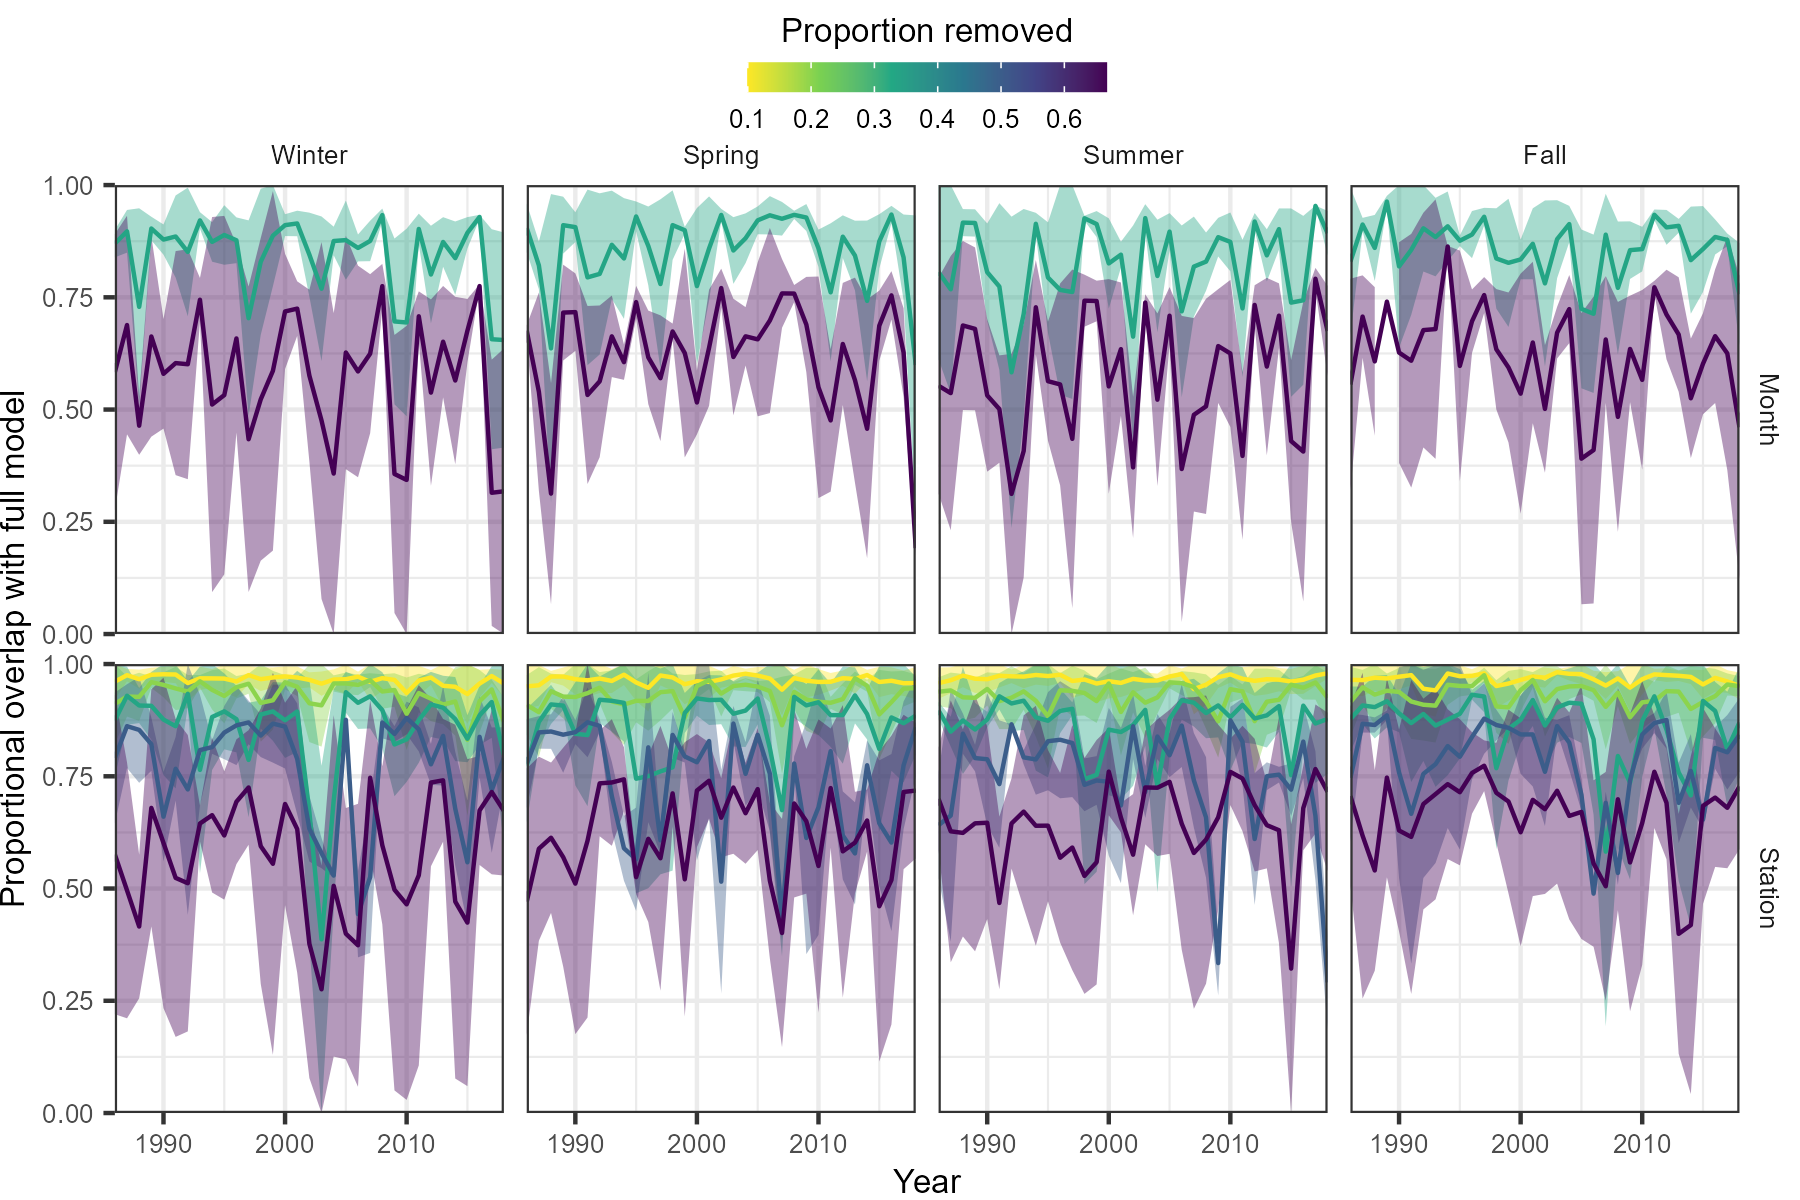 Proportion removed
0.1 0.2 0.3 0.4 0.5 0.6
Winter Spring Summer Fall
Proportional overlap with full model
1.00
0.75
0.50
0.25
0.00
Month
1.00
0.75
0.50
0.25
0.00
Station
1990 2000 2010 1990 2000 2010 1990 2000 2010 1990 2000 2010
Year